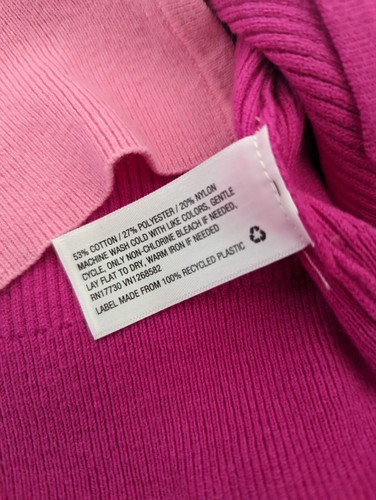 53% COTTON / 27% POLYESTER / 20% NYLON
MACHINE WASH COLD WITH LIKE COLORS, GENTLE
CYCLE. ONLY NON-CHLORINE BLEACH IF NEEDED,
LAY FLAT TO DRY, WARM IRON IF NEEDED
RN17730 VN1268582
LABEL MADE FROM 100% RECYCLED PLASTIC